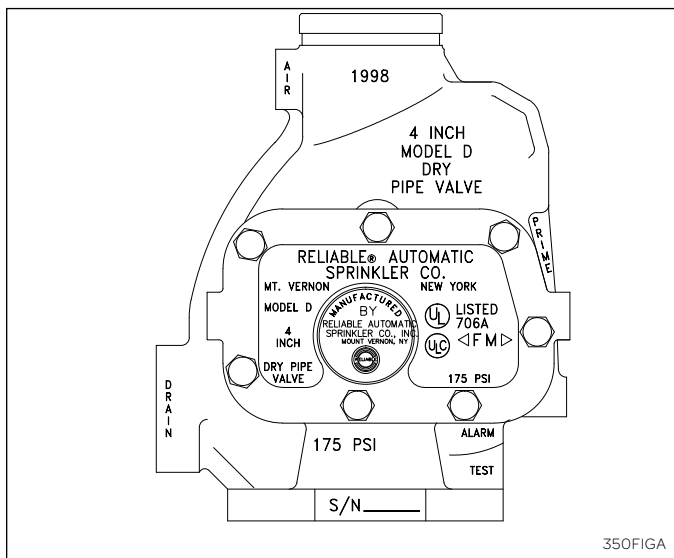 AIR
1998
4 INCH
MODEL D
DRY
PIPE VALVE
PRIME
RELIABLE® AUTOMATIC
SPRINKLER CO.
MT. VERNON
NEW YORK
MODEL D
4
INCH
DRY PIPE
VALVE
MANUFACTURED
BY
RELIABLE AUTOMATIC
SPRINKLER CO., INC.
MOUNT VERNON, NY
RELIABLE
UL
LISTED
706A
ULC
FM
175 PSI
DRAIN
175 PSI
ALARM
TEST
S/N
350FIGA